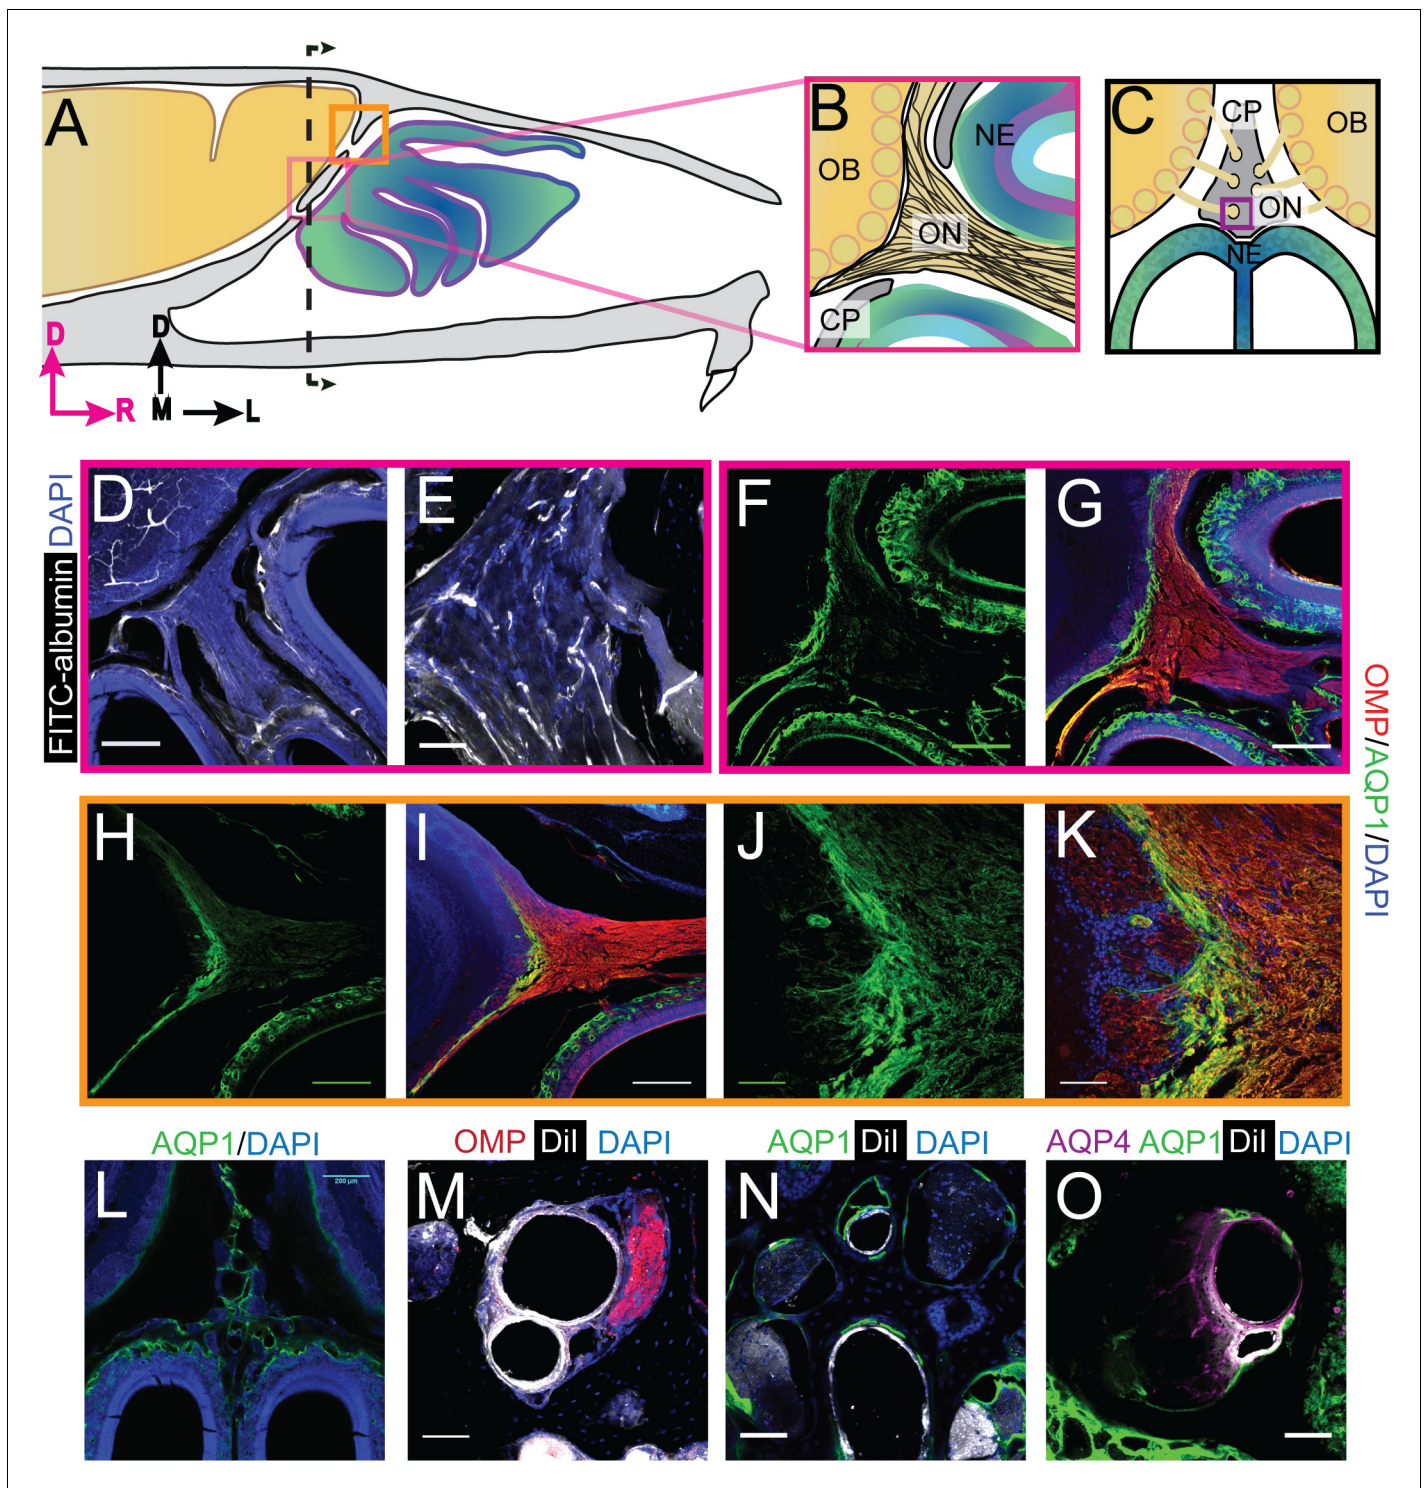 A
D
R
D
M
L
B
OB
NE
ON
CP
C
CP
OB
ON
NE
FITC-albumin DAPI
D
E
F
G
OMP/AQP1/DAPI
H
I
J
K
AQP1/DAPI
OMP DiI DAPI
AQP1 DiI DAPI
AQP4 AQP1 DiI DAPI
L
200 µm
M
N
O